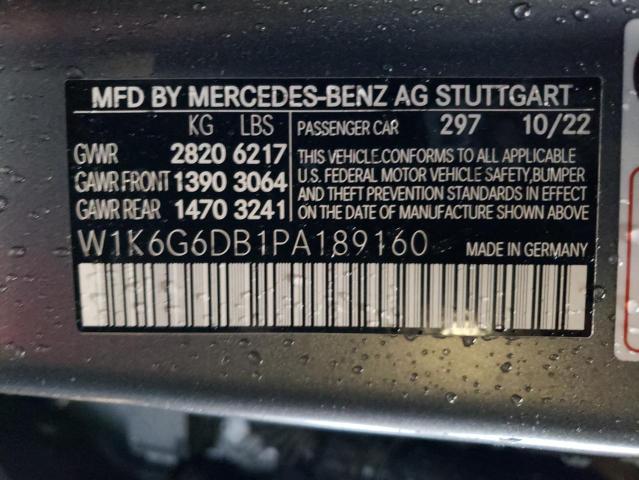 MFD BY MERCEDES-BENZ AG STUTTGART
KG LBS PASSENGER CAR 297 10/22
GVWR 2820 6217 THIS VEHICLE.CONFORMS TO ALL APPLICABLE
GAWR FRONT 1390 3064 U.S. FEDERAL MOTOR VEHICLE SAFETY,BUMPER
GAWR REAR 1470 3241 AND THEFT PREVENTION STANDARDS IN EFFECT
ON THE DATE OF MANUFACTURE SHOWN ABOVE
W1K6G6DB1PA189160 MADE IN GERMANY